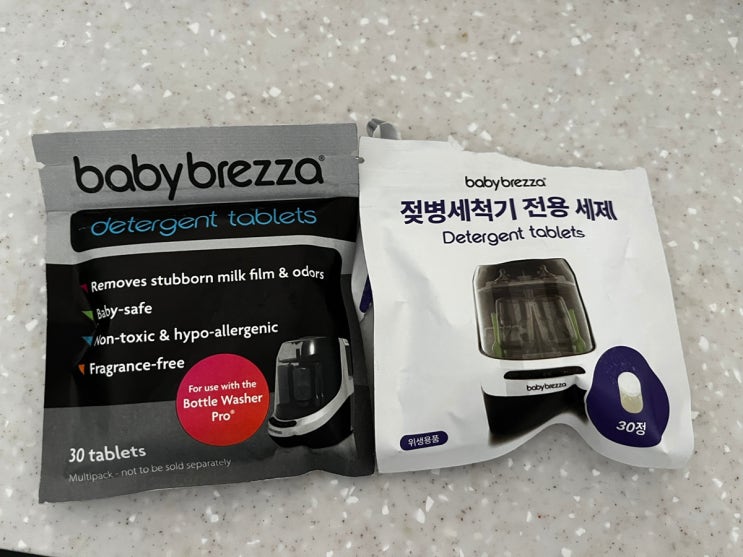 babybrezza®
detergent tablets
Removes stubborn milk film & odors
Baby-safe
Non-toxic & hypo-allergenic
Fragrance-free
For use with the
Bottle Washer
Pro®
30 tablets
Multipack - not to be sold separately
babybrezza
젖병세척기 전용 세제
Detergent tablets
babybrezza
30정
위생용품